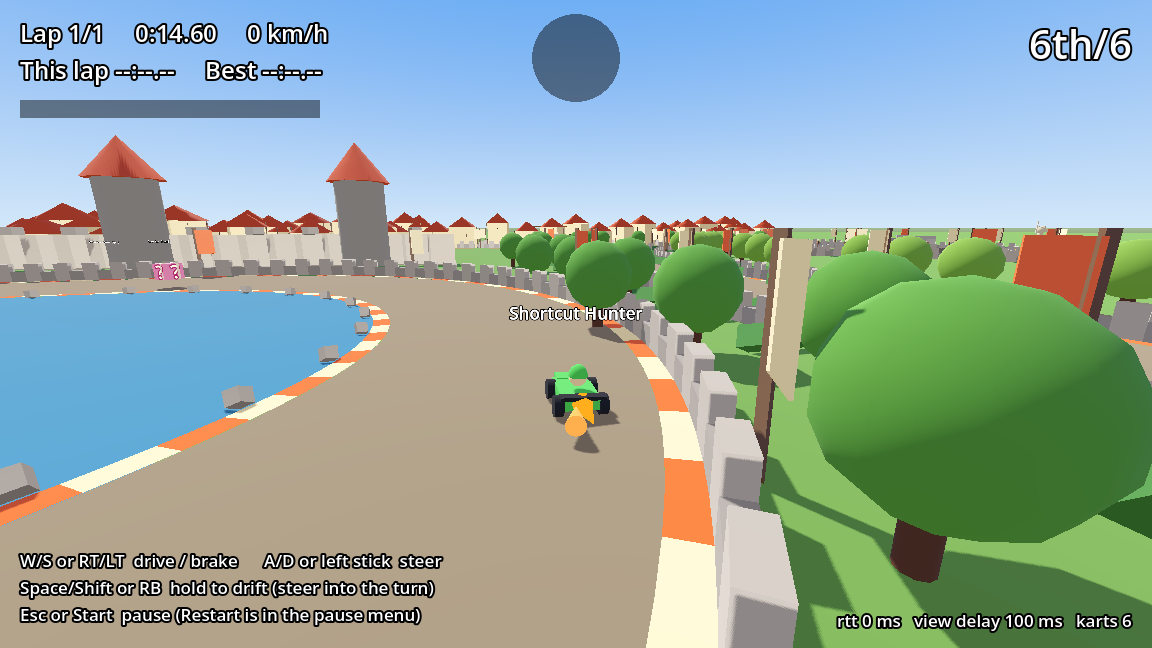 Lap 1/1 0:14.60 0 km/h
6th/6
This lap --:--.-- Best --:--.--
? ?
Shortcut Hunter
W/S or RT/LT drive / brake A/D or left stick steer
Space/Shift or RB hold to drift (steer into the turn)
Esc or Start pause (Restart is in the pause menu)
rtt 0 ms view delay 100 ms karts 6